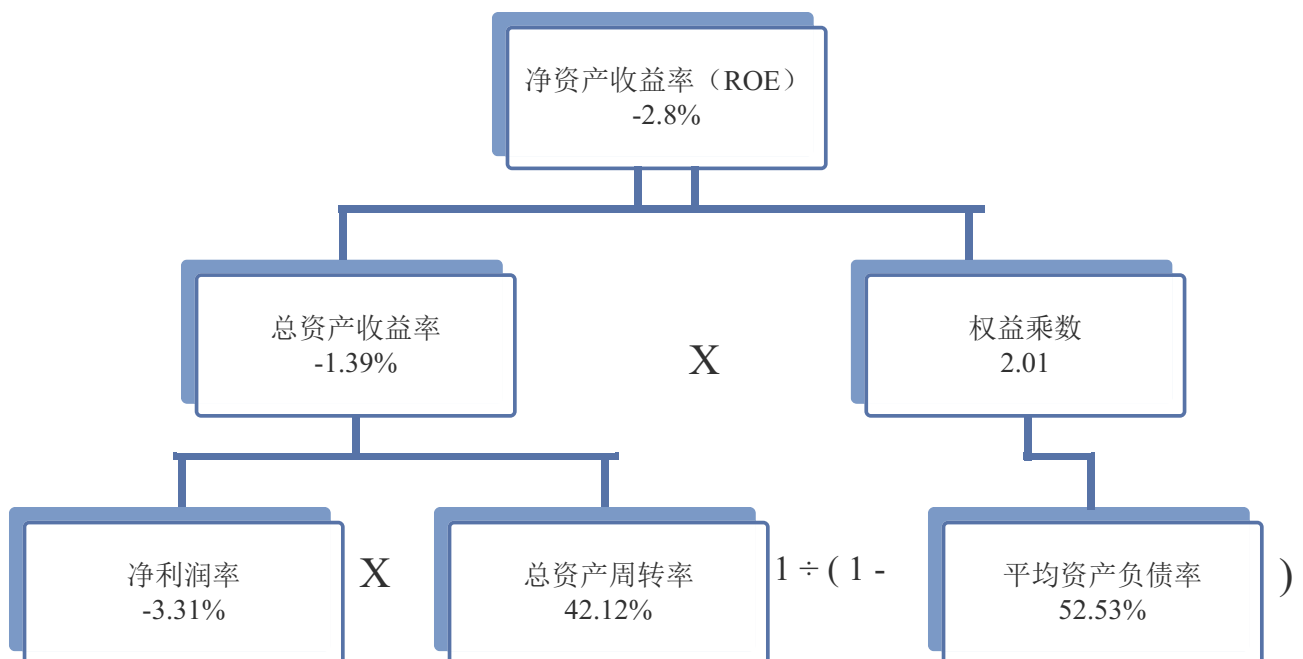 净资产收益率（ROE）
-2.8%
总资产收益率
-1.39%
X
权益乘数
2.01
净利润率
-3.31%
X
总资产周转率
42.12%
1 ÷ ( 1 -
平均资产负债率
52.53%
)